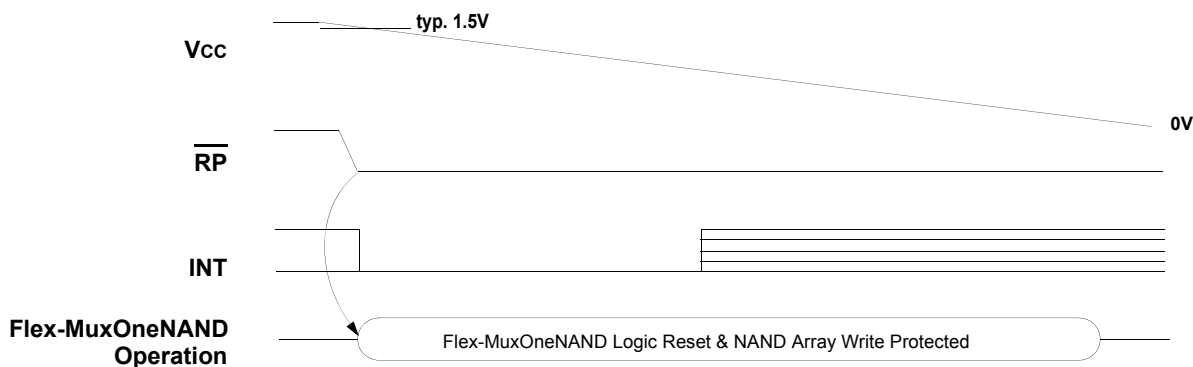 typ. 1.5V
VCC
0V
RP
INT
Flex-MuxOneNAND
Operation
Flex-MuxOneNAND Logic Reset & NAND Array Write Protected